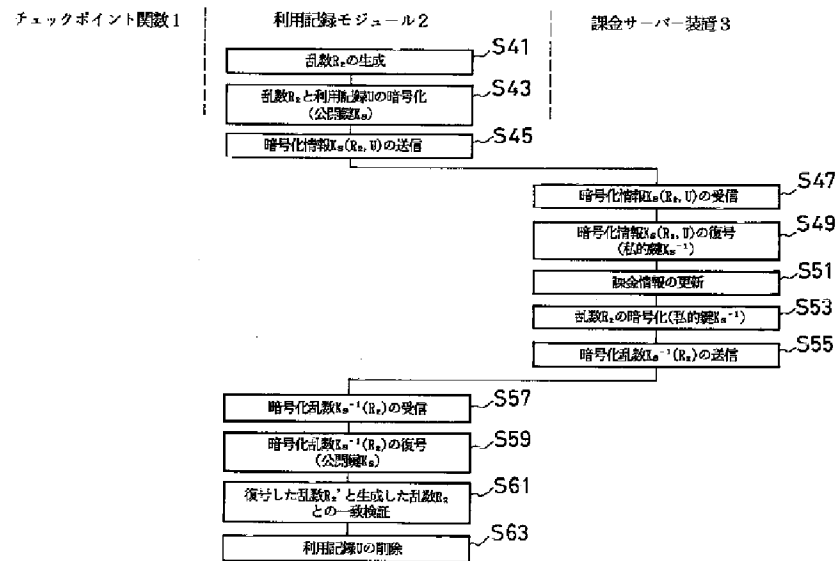 チェックポイント関数1
利用記録モジュール2
課金サーバー装置3
S41
乱数R₂の生成
S43
乱数R₂と利用記録Uの暗号化
(公開鍵Ks)
S45
暗号化情報Ks(R₂,U)の送信
S47
暗号化情報Ks(R₂,U)の受信
S49
暗号化情報Ks(R₂,U)の復号
(私的鍵Ks⁻¹)
S51
課金情報の更新
S53
乱数R₂の暗号化(私的鍵Ks⁻¹)
S55
暗号化乱数Ks⁻¹(R₂)の送信
S57
暗号化乱数Ks⁻¹(R₂)の受信
S59
暗号化乱数Ks⁻¹(R₂)の復号
(公開鍵Ks)
S61
復号した乱数R₂'と生成した乱数R₂
との一致検証
S63
利用記録Uの削除